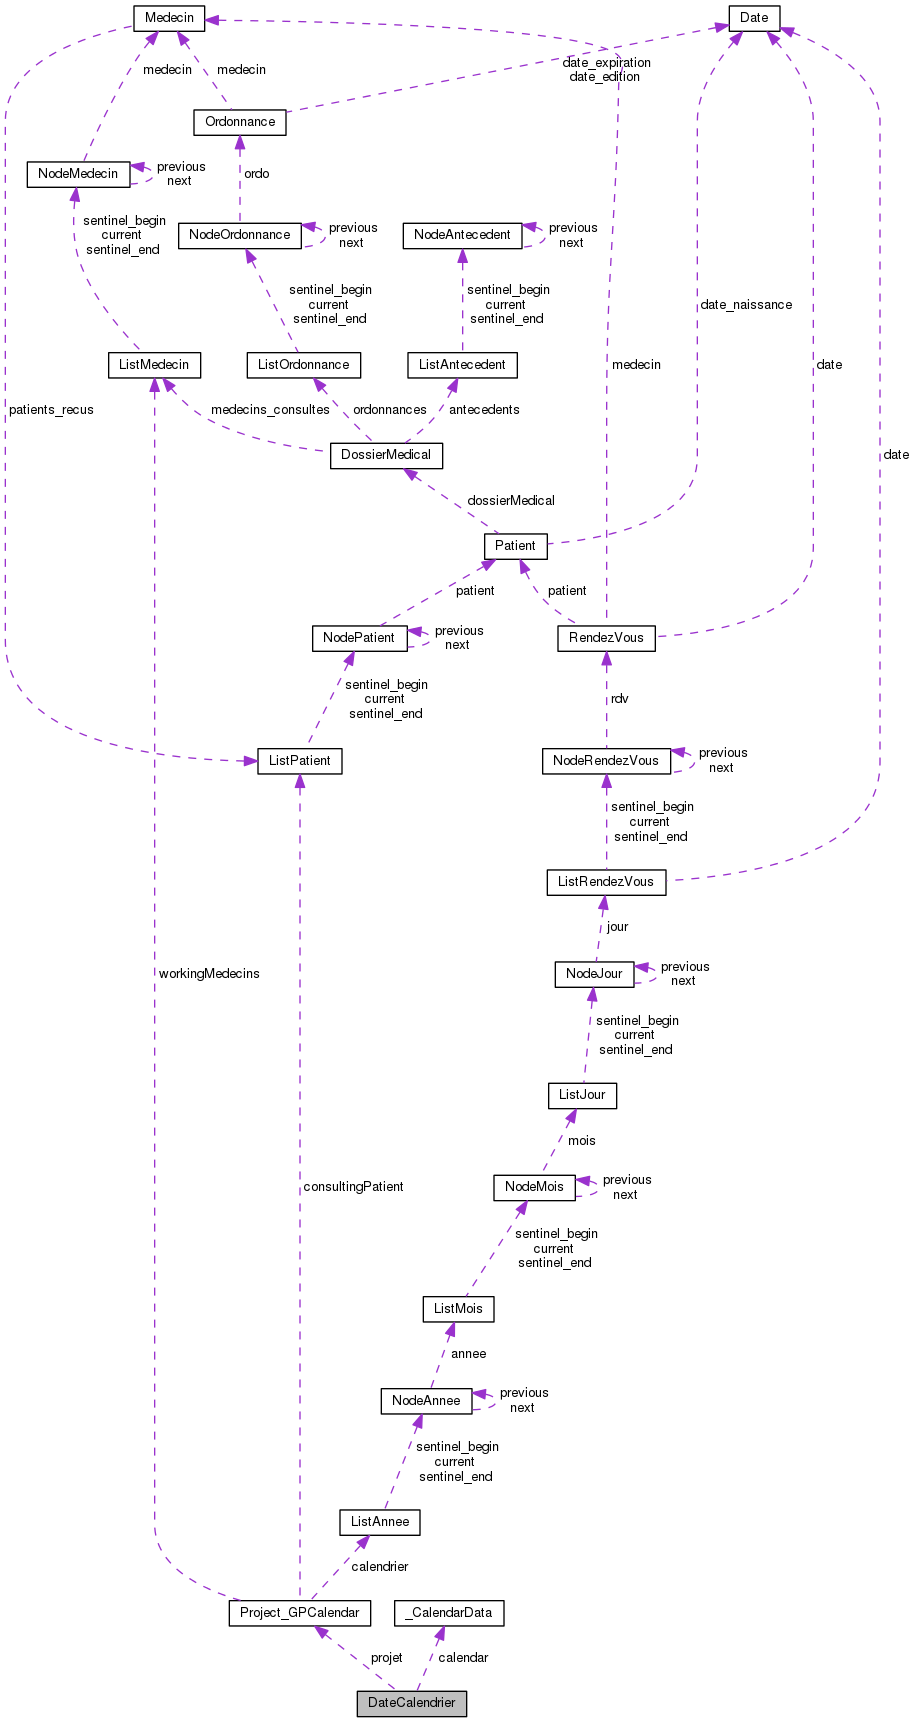 Medecin
Date
date_expiration
date_edition
medecin
medecin
Ordonnance
NodeMedecin
previous
next
ordo
sentinel_begin
current
sentinel_end
NodeOrdonnance
previous
next
NodeAntecedent
previous
next
sentinel_begin
current
sentinel_end
sentinel_begin
current
sentinel_end
date_naissance
ListMedecin
ListOrdonnance
ListAntecedent
medecin
date
patients_recus
medecins_consultes
ordonnances
antecedents
DossierMedical
date
dossierMedical
Patient
patient
patient
NodePatient
previous
next
RendezVous
sentinel_begin
current
sentinel_end
rdv
ListPatient
NodeRendezVous
previous
next
sentinel_begin
current
sentinel_end
ListRendezVous
jour
workingMedecins
NodeJour
previous
next
sentinel_begin
current
sentinel_end
ListJour
mois
consultingPatient
NodeMois
previous
next
sentinel_begin
current
sentinel_end
ListMois
annee
NodeAnnee
previous
next
sentinel_begin
current
sentinel_end
ListAnnee
calendrier
Project_GPCalendar
_CalendarData
projet
calendar
DateCalendrier